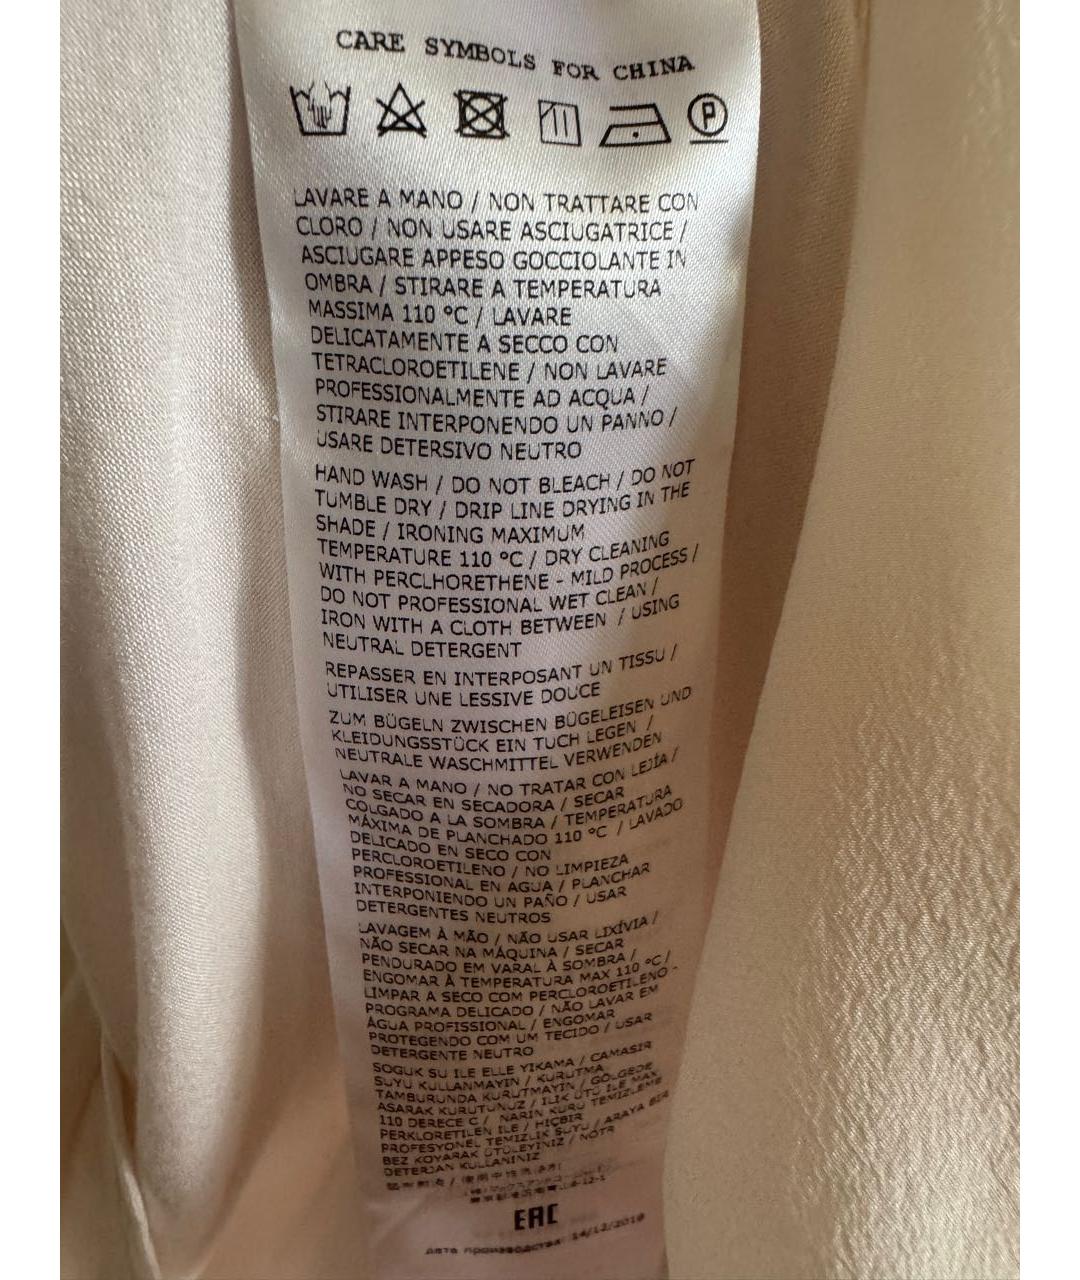 CARE SYMBOLS FOR CHINA
P
LAVARE A MANO / NON TRATTARE CON
CLORO / NON USARE ASCIUGATRICE /
ASCIUGARE APPESO GOCCIOLANTE IN
OMBRA / STIRARE A TEMPERATURA
MASSIMA 110 °C / LAVARE
DELICATAMENTE A SECCO CON
TETRACLOROETILENE / NON LAVARE
PROFESSIONALMENTE AD ACQUA /
STIRARE INTERPONENDO UN PANNO /
USARE DETERSIVO NEUTRO
HAND WASH / DO NOT BLEACH / DO NOT
TUMBLE DRY / DRIP LINE DRYING IN THE
SHADE / IRONING MAXIMUM
TEMPERATURE 110 °C / DRY CLEANING
WITH PERCLHORETHENE - MILD PROCESS /
DO NOT PROFESSIONAL WET CLEAN /
IRON WITH A CLOTH BETWEEN / USING
NEUTRAL DETERGENT
REPASSER EN INTERPOSANT UN TISSU /
UTILISER UNE LESSIVE DOUCE
ZUM BÜGELN ZWISCHEN BÜGELEISEN UND
KLEIDUNGSSTÜCK EIN TUCH LEGEN /
NEUTRALE WASCHMITTEL VERWENDEN
LAVAR A MANO / NO TRATAR CON LEJÍA /
NO SECAR EN SECADORA / SECAR
COLGADO A LA SOMBRA / TEMPERATURA
MÁXIMA DE PLANCHADO 110 °C / LAVADO
DELICADO EN SECO CON
PERCLOROETILENO / NO LIMPIEZA
PROFESSIONAL EN AGUA / PLANCHAR
INTERPONIENDO UN PAÑO / USAR
DETERGENTES NEUTROS
LAVAGEM À MÃO / NÃO USAR LIXÍVIA /
NÃO SECAR NA MÁQUINA / SECAR
PENDURADO EM VARAL À SOMBRA /
ENGOMAR À TEMPERATURA MAX 110 °C /
LIMPAR A SECO COM PERCLOROETILENO -
PROGRAMA DELICADO / NÃO LAVAR EM
ÁGUA PROFISSIONAL / ENGOMAR
PROTEGENDO COM UM TECIDO / USAR
DETERGENTE NEUTRO
SOGUK SU ILE ELLE YIKAMA / CAMASIR
SUYU KULLANMAYIN / KURUTMA
TAMBURUNDA KURUTMAYIN / GÖLGEDE
ASARAK KURUTUNUZ / ILIK ÜTÜ ILE MAX
110 DERECE C / NARIN KURU TEMIZLEME
PERKLORETILEN ILE / HIÇBIR
PROFESYONEL TEMIZLIK SUYU / ARAYA BIR
BEZ KOYARAK ÜTÜLEYINIZ / NÖTR
DETERJAN KULLANINIZ
EAC
ДАТА ПРОИЗВОДСТВА: 14/12/2018